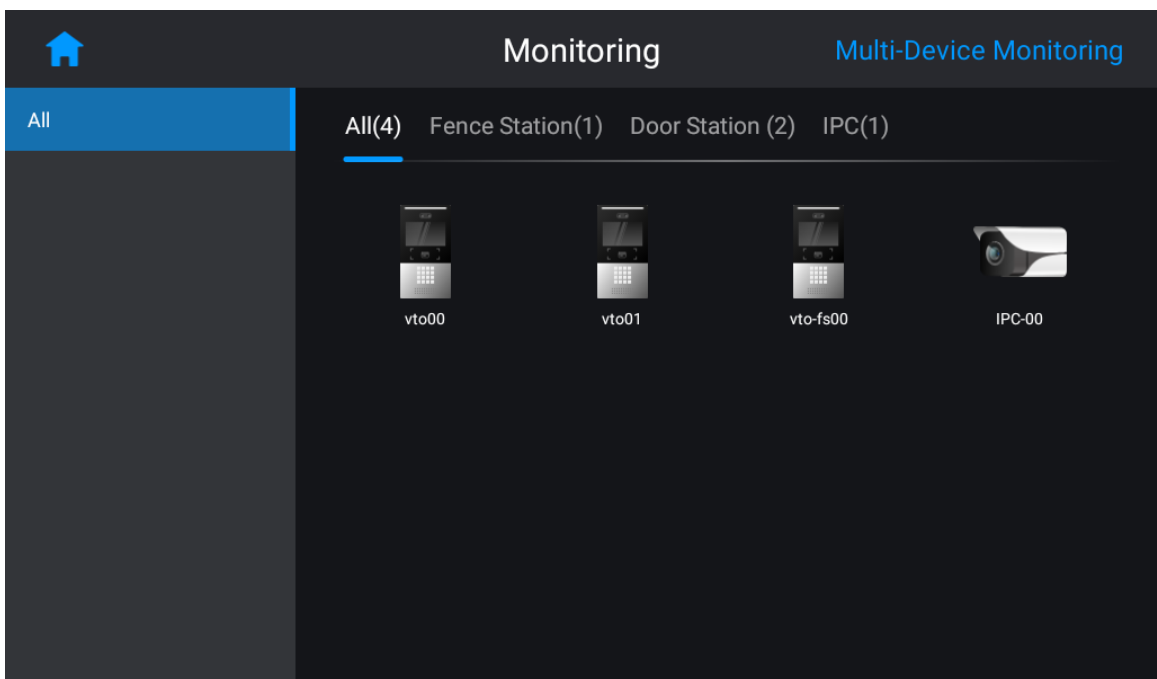 Monitoring Multi-Device Monitoring
All
All(4) Fence Station(1) Door Station (2) IPC(1)
vto00 vto01 vto-fs00 IPC-00